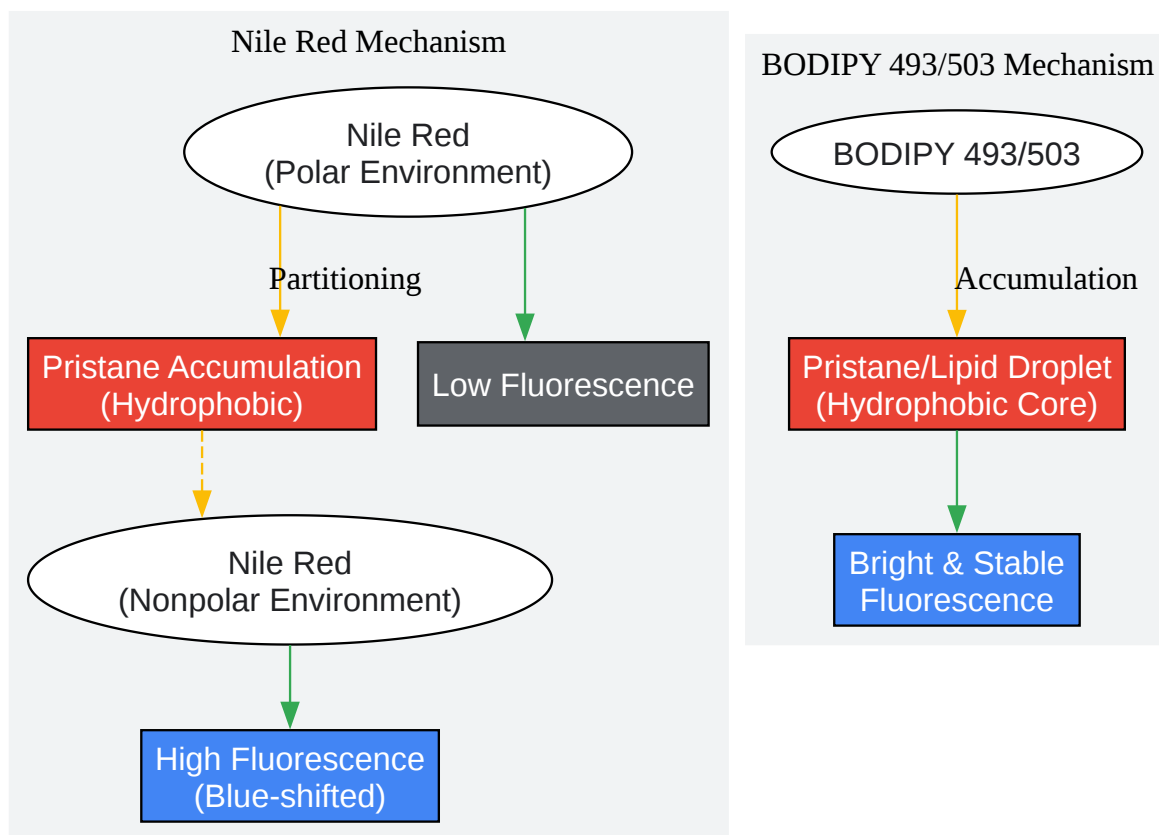 Nile Red Mechanism
Nile Red
(Polar Environment)
Partitioning
Pristane Accumulation
(Hydrophobic)
Low Fluorescence
Nile Red
(Nonpolar Environment)
High Fluorescence
(Blue-shifted)
BODIPY 493/503 Mechanism
BODIPY 493/503
Accumulation
Pristane/Lipid Droplet
(Hydrophobic Core)
Bright & Stable
Fluorescence